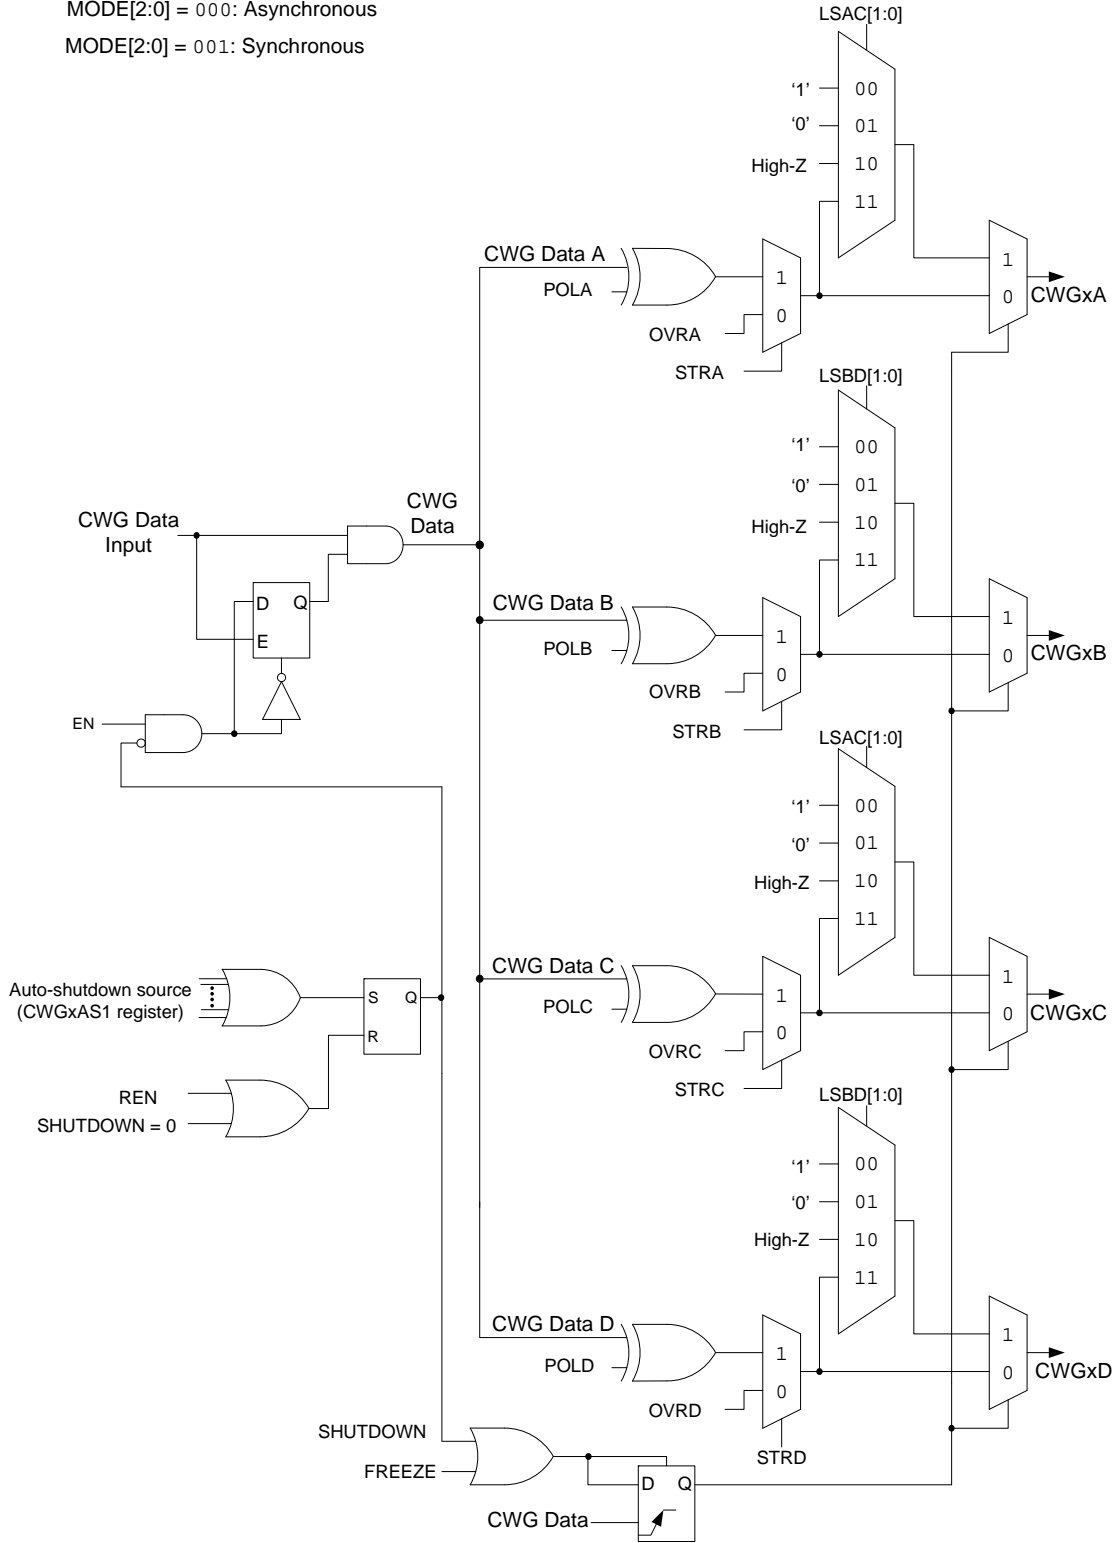 MODE[2:0] = 000: Asynchronous
MODE[2:0] = 001: Synchronous
LSAC[1:0]
‘1’
00
‘0’
01
High-Z
10
11
CWG Data A
POLA
1
0
OVRA
STRA
1
0
CWGxA
LSBD[1:0]
‘1’
00
‘0’
01
High-Z
10
11
CWG Data
Input
CWG
Data
D
Q
E
EN
CWG Data B
POLB
1
0
OVRB
STRB
1
0
CWGxB
LSAC[1:0]
‘1’
00
‘0’
01
High-Z
10
11
CWG Data C
POLC
1
0
OVRC
STRC
1
0
CWGxC
Auto-shutdown source
(CWGxAS1 register)
S
Q
R
REN
SHUTDOWN = 0
LSBD[1:0]
‘1’
00
‘0’
01
High-Z
10
11
CWG Data D
POLD
1
0
OVRD
STRD
1
0
CWGxD
SHUTDOWN
FREEZE
D
Q
CWG Data